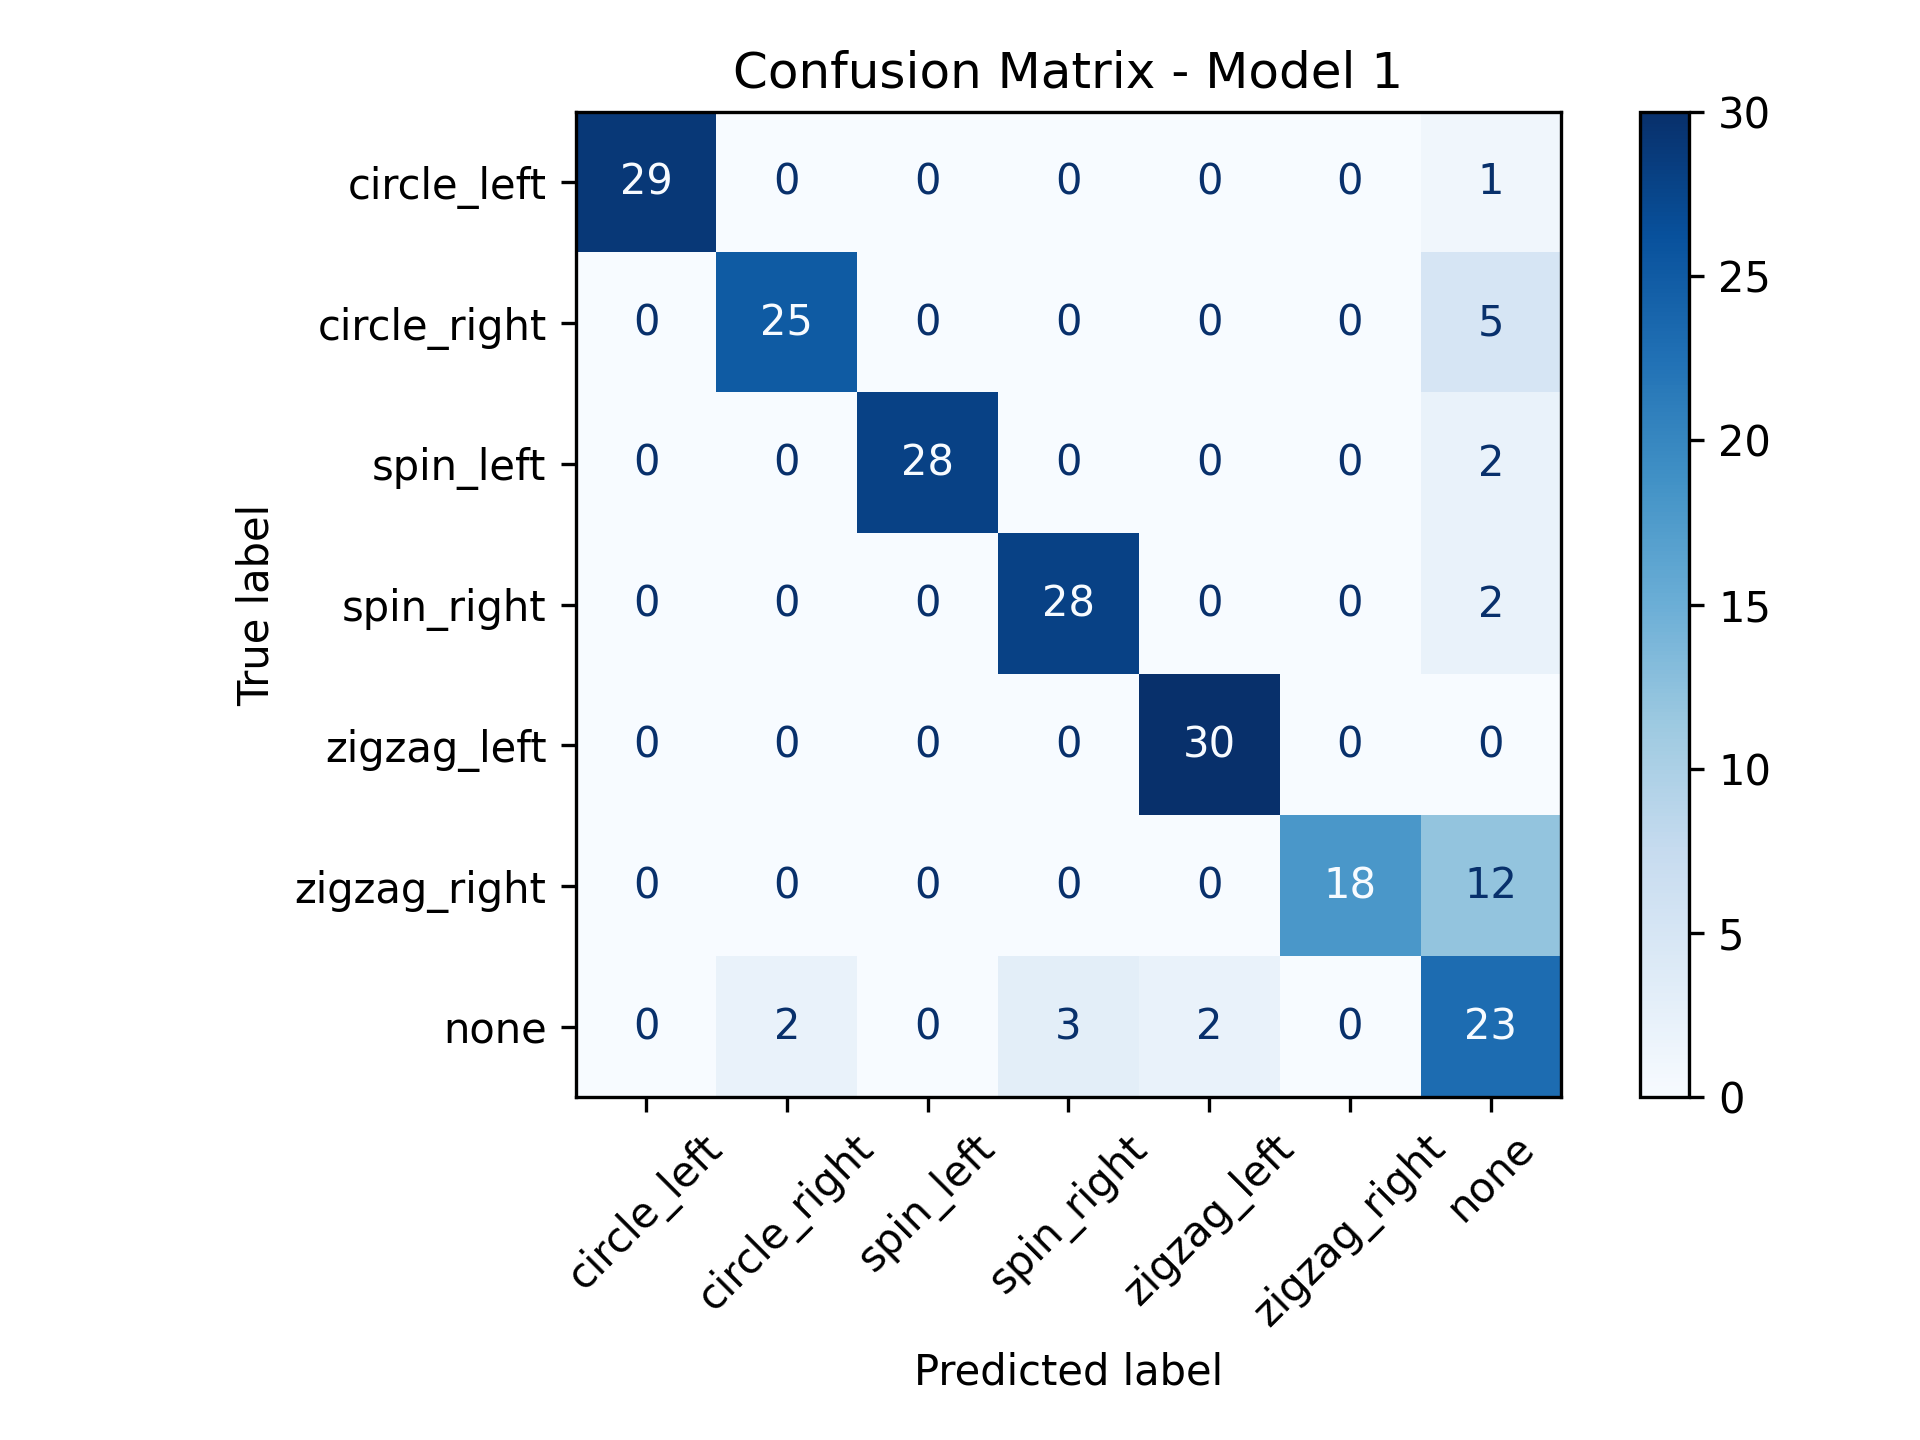 Confusion Matrix - Model 1
circle_left 29 0 0 0 0 0 1
circle_right 0 25 0 0 0 0 5
spin_left 0 0 28 0 0 0 2
spin_right 0 0 0 28 0 0 2
zigzag_left 0 0 0 0 30 0 0
zigzag_right 0 0 0 0 0 18 12
none 0 2 0 3 2 0 23
True label
circle_left circle_right spin_left spin_right zigzag_left zigzag_right none
Predicted label
30
25
20
15
10
5
0